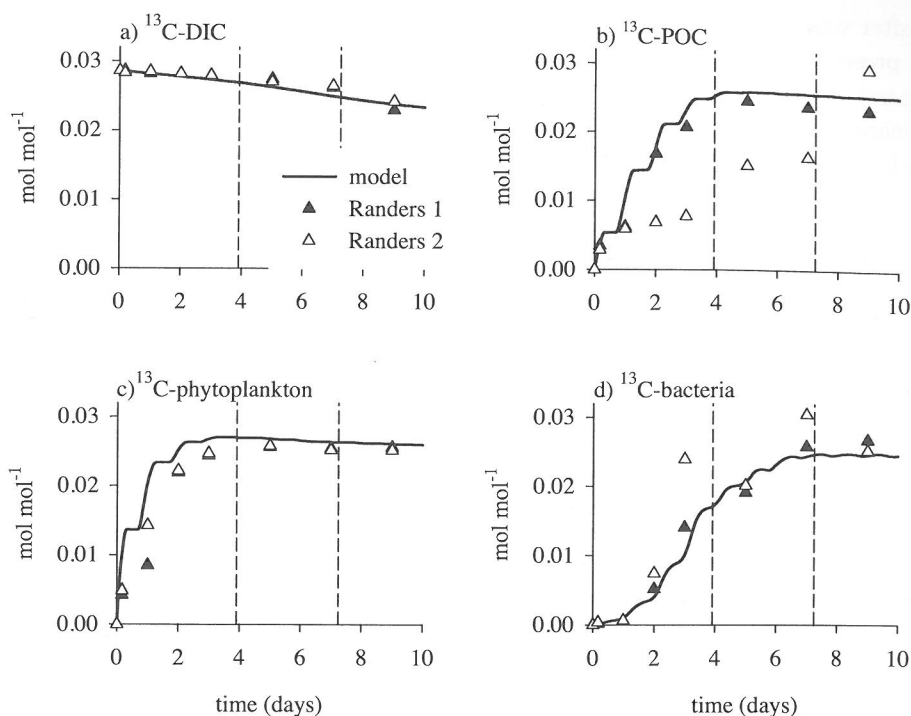 a) ¹³C-DIC
0.03
0.02
0.01
0.00
mol mol⁻¹
model
Randers 1
Randers 2
0 2 4 6 8 10
b) ¹³C-POC
0.03
0.02
0.01
0.00
mol mol⁻¹
0 2 4 6 8 10
c) ¹³C-phytoplankton
0.03
0.02
0.01
0.00
mol mol⁻¹
0 2 4 6 8 10
time (days)
d) ¹³C-bacteria
0.03
0.02
0.01
0.00
mol mol⁻¹
0 2 4 6 8 10
time (days)